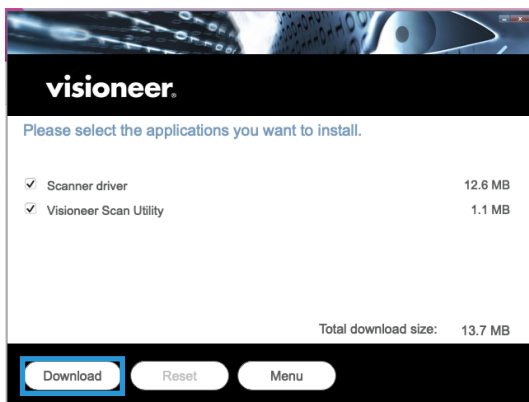 visioneer®
Please select the applications you want to install.
Scanner driver 12.6 MB
Visioneer Scan Utility 1.1 MB
Total download size: 13.7 MB
Download Reset Menu